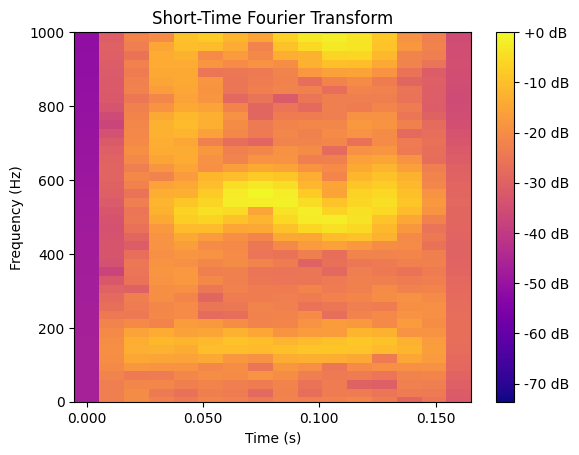 Short-Time Fourier Transform
1000
800
600
400
200
0
Frequency (Hz)
0.000
0.050
0.100
0.150
Time (s)
+0 dB
-10 dB
-20 dB
-30 dB
-40 dB
-50 dB
-60 dB
-70 dB